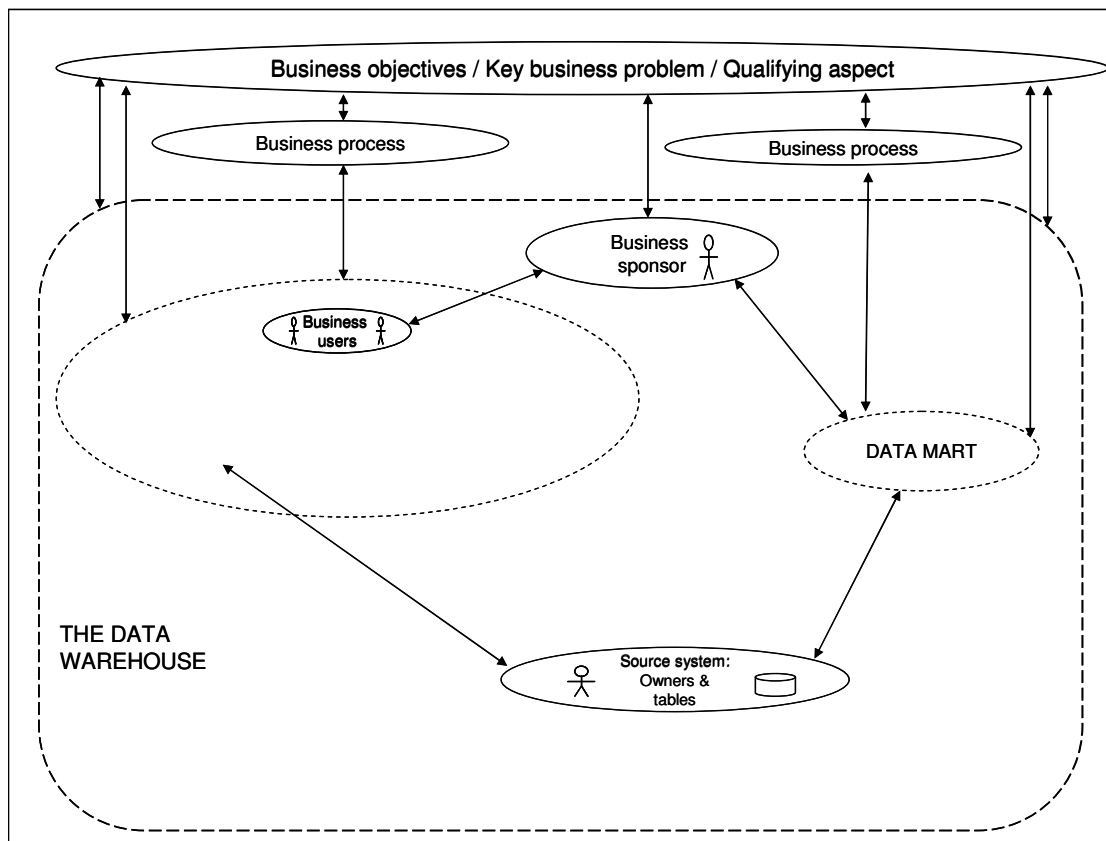 Business objectives / Key business problem / Qualifying aspect
Business process
Business process
Business
sponsor
Business
users
DATA MART
THE DATA
WAREHOUSE
Source system:
Owners &
tables